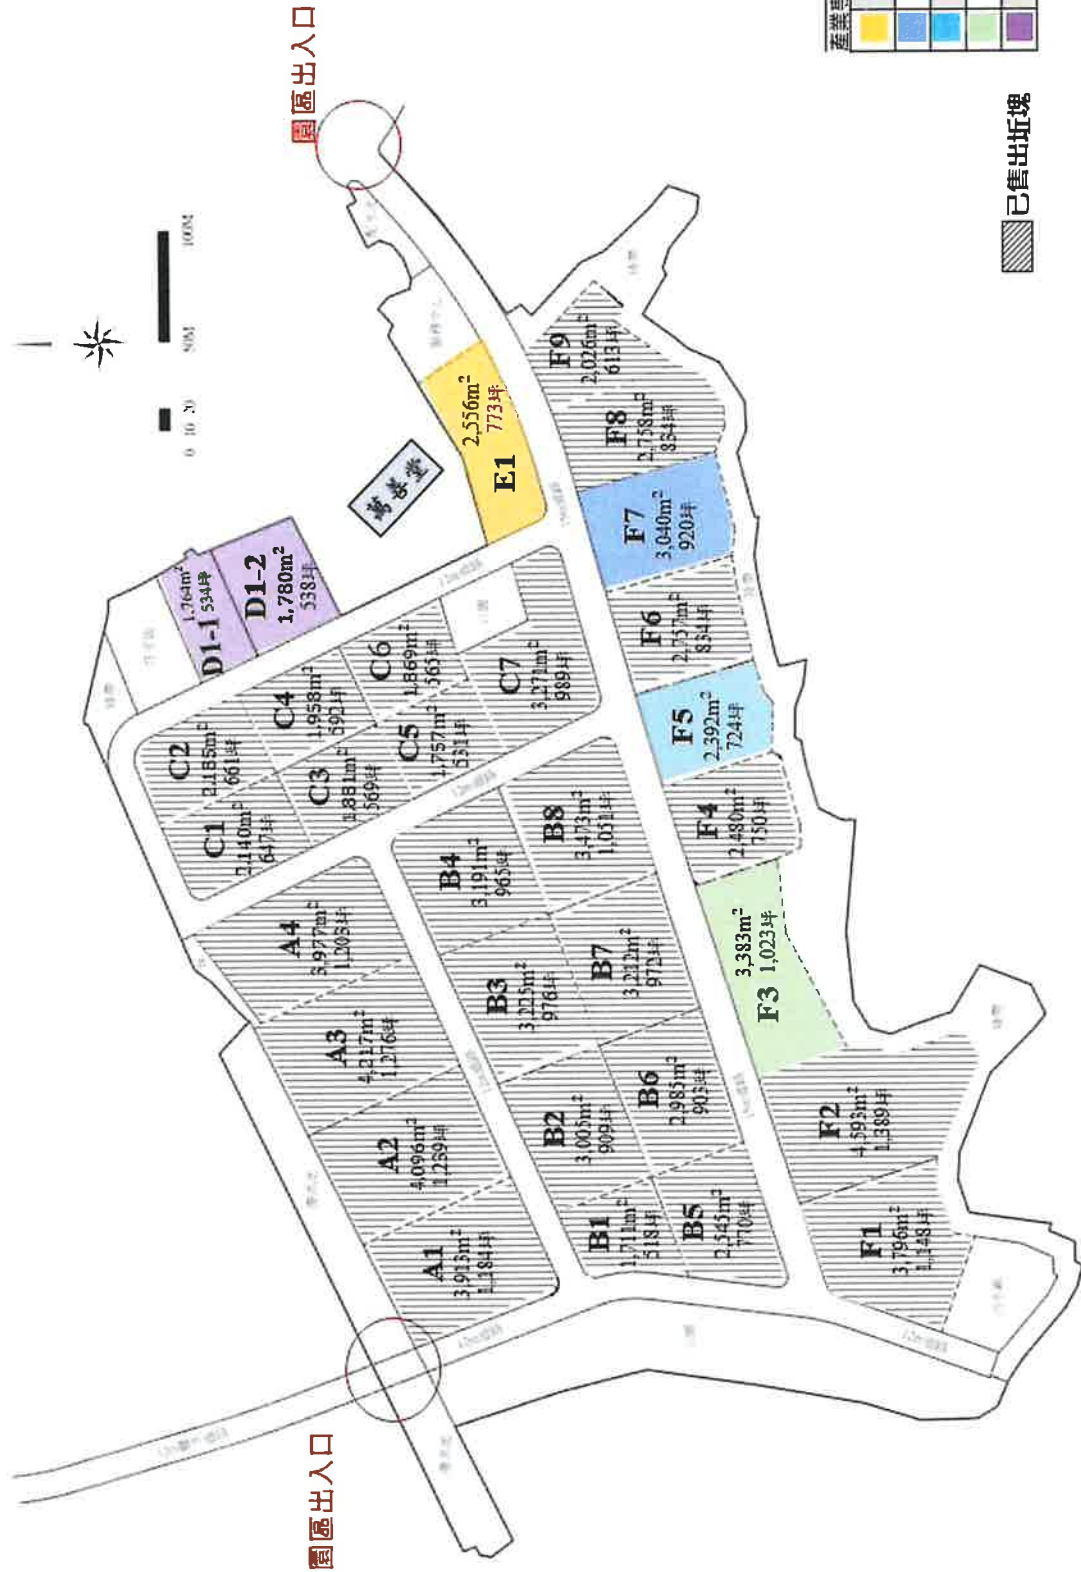 園區出入口
園區出入口
0 10 20 50M 100M
萬善堂
A1
3,913m²
1,184坪
A2
4,096m²
1,239坪
A3
4,217m²
1,276坪
A4
3,977m²
1,203坪
B1
1,711m²
518坪
B2
3,005m²
909坪
B3
3,225m²
976坪
B4
3,191m²
965坪
B5
2,545m²
770坪
B6
2,985m²
903坪
B7
3,212m²
972坪
B8
3,473m²
1,051坪
C1
2,140m²
647坪
C2
2,185m²
661坪
C3
1,881m²
569坪
C4
1,958m²
592坪
C5
1,757m²
531坪
C6
1,869m²
565坪
C7
3,271m²
989坪
1,764m²
D1-1 534坪
D1-2
1,780m²
538坪
E1
2,556m²
773坪
F1
3,796m²
1,148坪
F2
4,593m²
1,389坪
3,383m²
F3 1,023坪
F4
2,480m²
750坪
F5
2,392m²
724坪
F6
2,757m²
834坪
F7
3,040m²
920坪
F8
2,758m²
834坪
F9
2,026m²
613坪
已售出坵塊
產業專